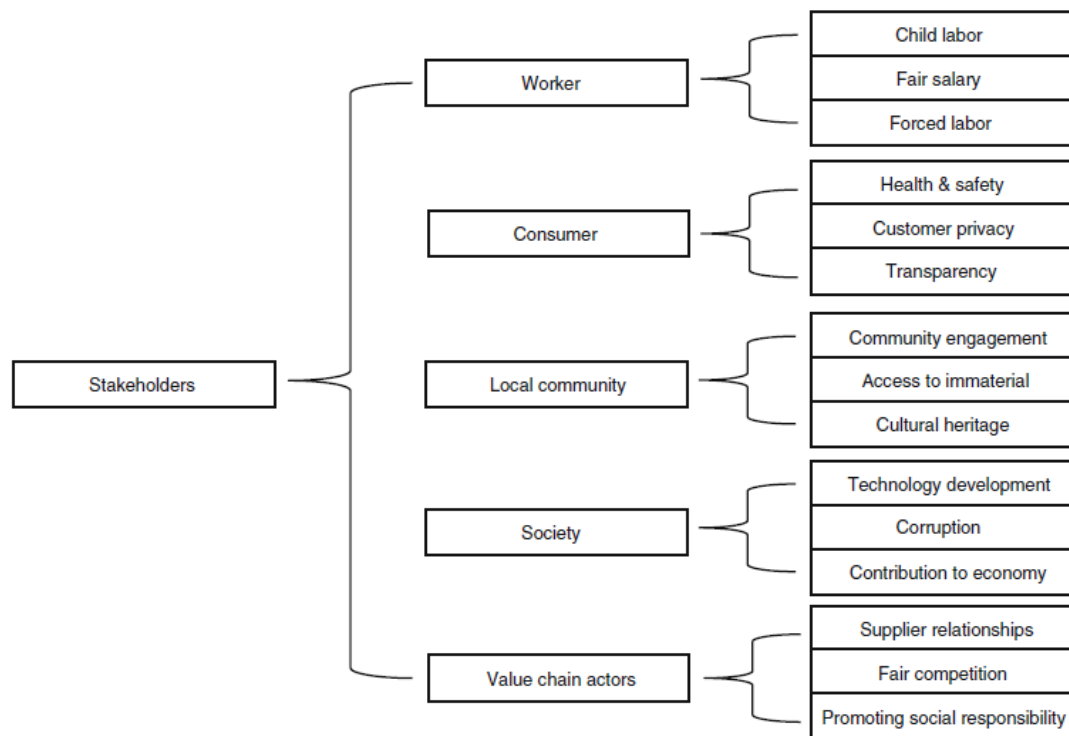 Stakeholders
Worker
Child labor
Fair salary
Forced labor
Consumer
Health & safety
Customer privacy
Transparency
Local community
Community engagement
Access to immaterial
Cultural heritage
Society
Technology development
Corruption
Contribution to economy
Value chain actors
Supplier relationships
Fair competition
Promoting social responsibility